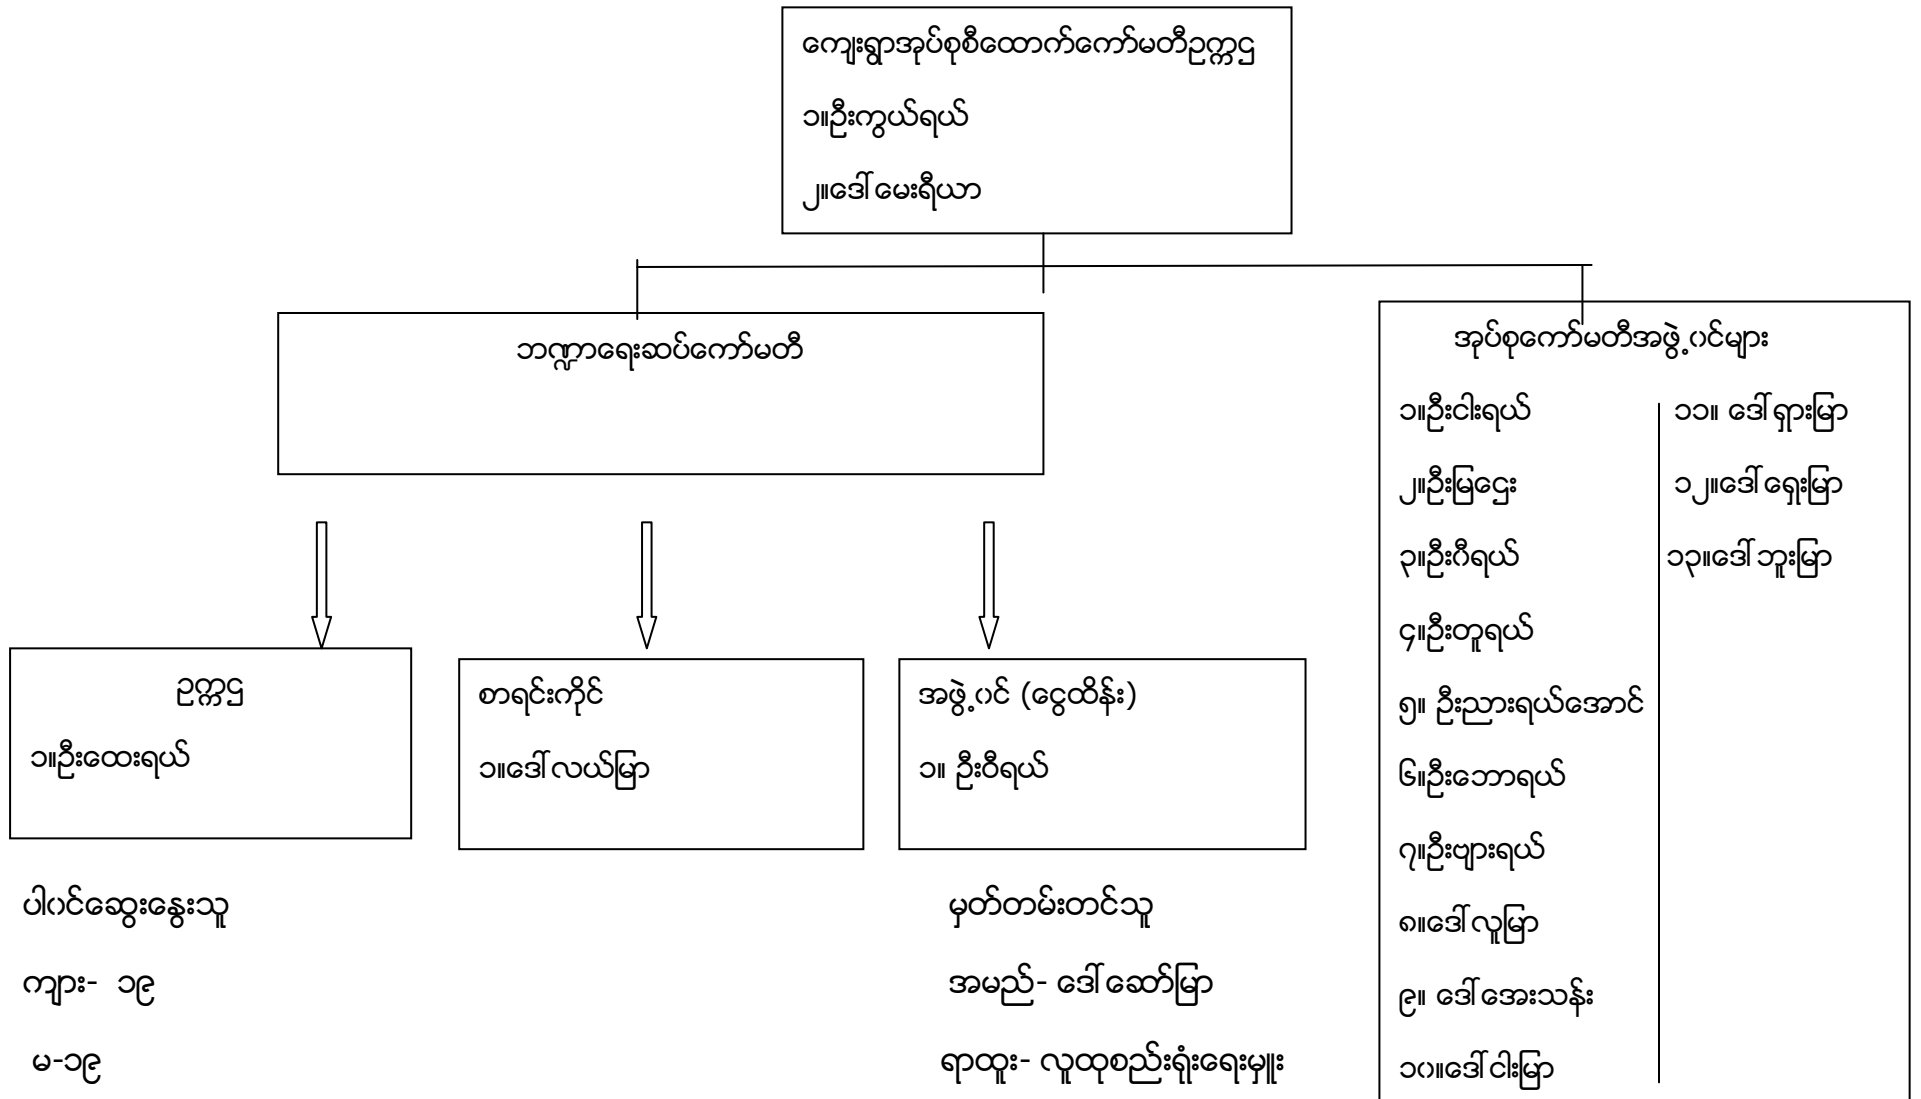 ကျေးရွာအုပ်စုစီထောက်ကော်မတီဥက္ကဌ
၁။ဦးကွယ်ရယ်
၂။ဒေါ်မေးရီယာ
ဘဏ္ဍာရေးဆပ်ကော်မတီ
ဥက္ကဌ
၁။ဦးထေးရယ်
စာရင်းကိုင်
၁။ဒေါ်လယ်မြာ
အဖွဲ့ဝင် (ငွေထိန်း)
၁။ ဦးဝီရယ်
အုပ်စုကော်မတီအဖွဲ့ဝင်များ
၁။ဦးငါးရယ်
၂။ဦးမြဌေး
၃။ဦးဂီရယ်
၄။ဦးတူရယ်
၅။ ဦးညားရယ်အောင်
၆။ဦးဘောရယ်
၇။ဦးဗျားရယ်
၈။ဒေါ်လူမြာ
၉။ ဒေါ်အေးသန်း
၁၀။ဒေါ်ငါးမြာ
၁၁။ ဒေါ်ရှားမြာ
၁၂။ဒေါ်ရှေးမြာ
၁၃။ဒေါ်ဘူးမြာ
ပါဝင်ဆွေးနွေးသူ
ကျား- ၁၉
မ-၁၉
မှတ်တမ်းတင်သူ
အမည်- ဒေါ်ဆော်မြာ
ရာထူး- လူထုစည်းရုံးရေးမှူး